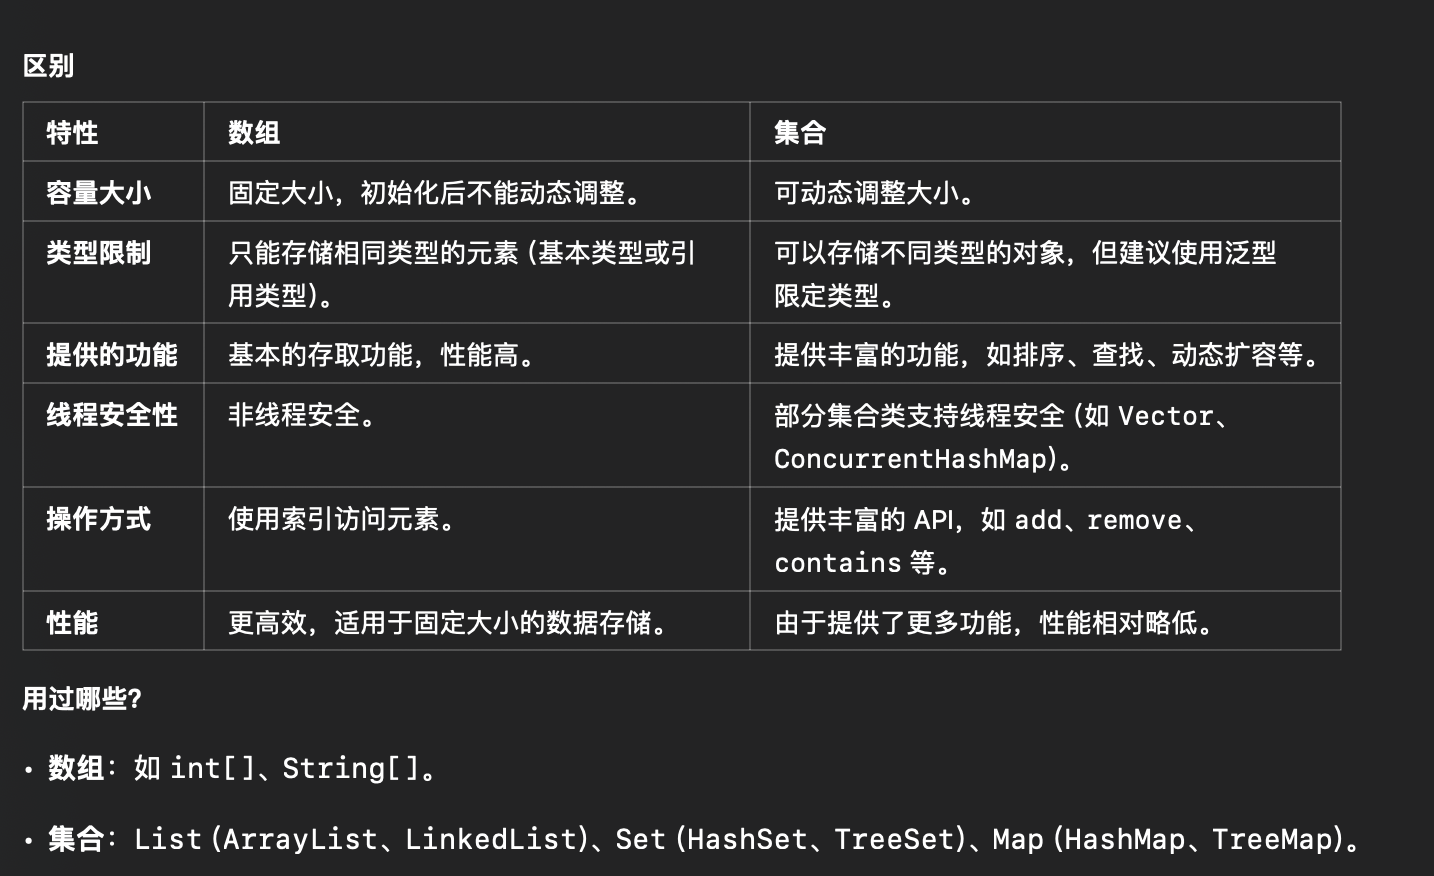 区别
特性 数组 集合
容量大小 固定大小，初始化后不能动态调整。 可动态调整大小。
类型限制 只能存储相同类型的元素（基本类型或引 可以存储不同类型的对象，但建议使用泛型
用类型）。 限定类型。
提供的功能 基本的存取功能，性能高。 提供丰富的功能，如排序、查找、动态扩容等。
线程安全性 非线程安全。 部分集合类支持线程安全（如 Vector、
ConcurrentHashMap）。
操作方式 使用索引访问元素。 提供丰富的 API，如 add、remove、
contains 等。
性能 更高效，适用于固定大小的数据存储。 由于提供了更多功能，性能相对略低。
用过哪些？
• 数组：如 int[]、String[]。
• 集合：List（ArrayList、LinkedList）、Set（HashSet、TreeSet）、Map（HashMap、TreeMap）。